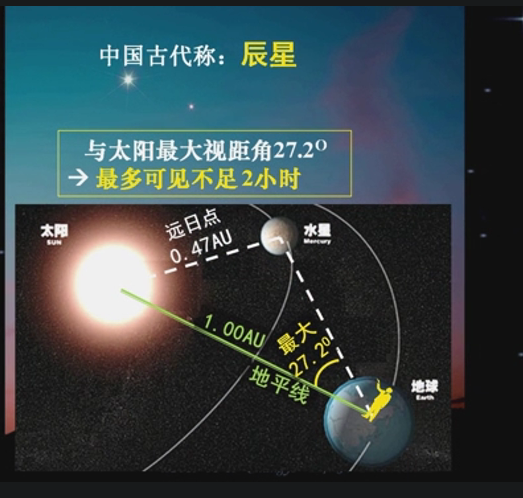 中国古代称：辰星
与太阳最大视距角27.2º
→ 最多可见不足2小时
太阳
SUN
远日点
0.47AU
水星
Mercury
1.00AU
最大
27.2º
地平线
地球
Earth